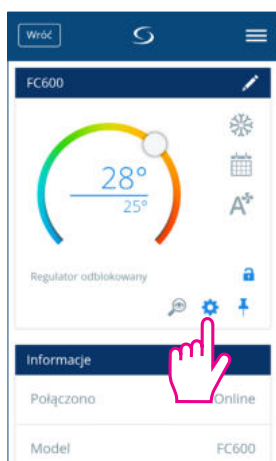 Wróć
FC600
28°
25°
A
Regulator odblokowany
Informacje
Połączono Online
Model FC600